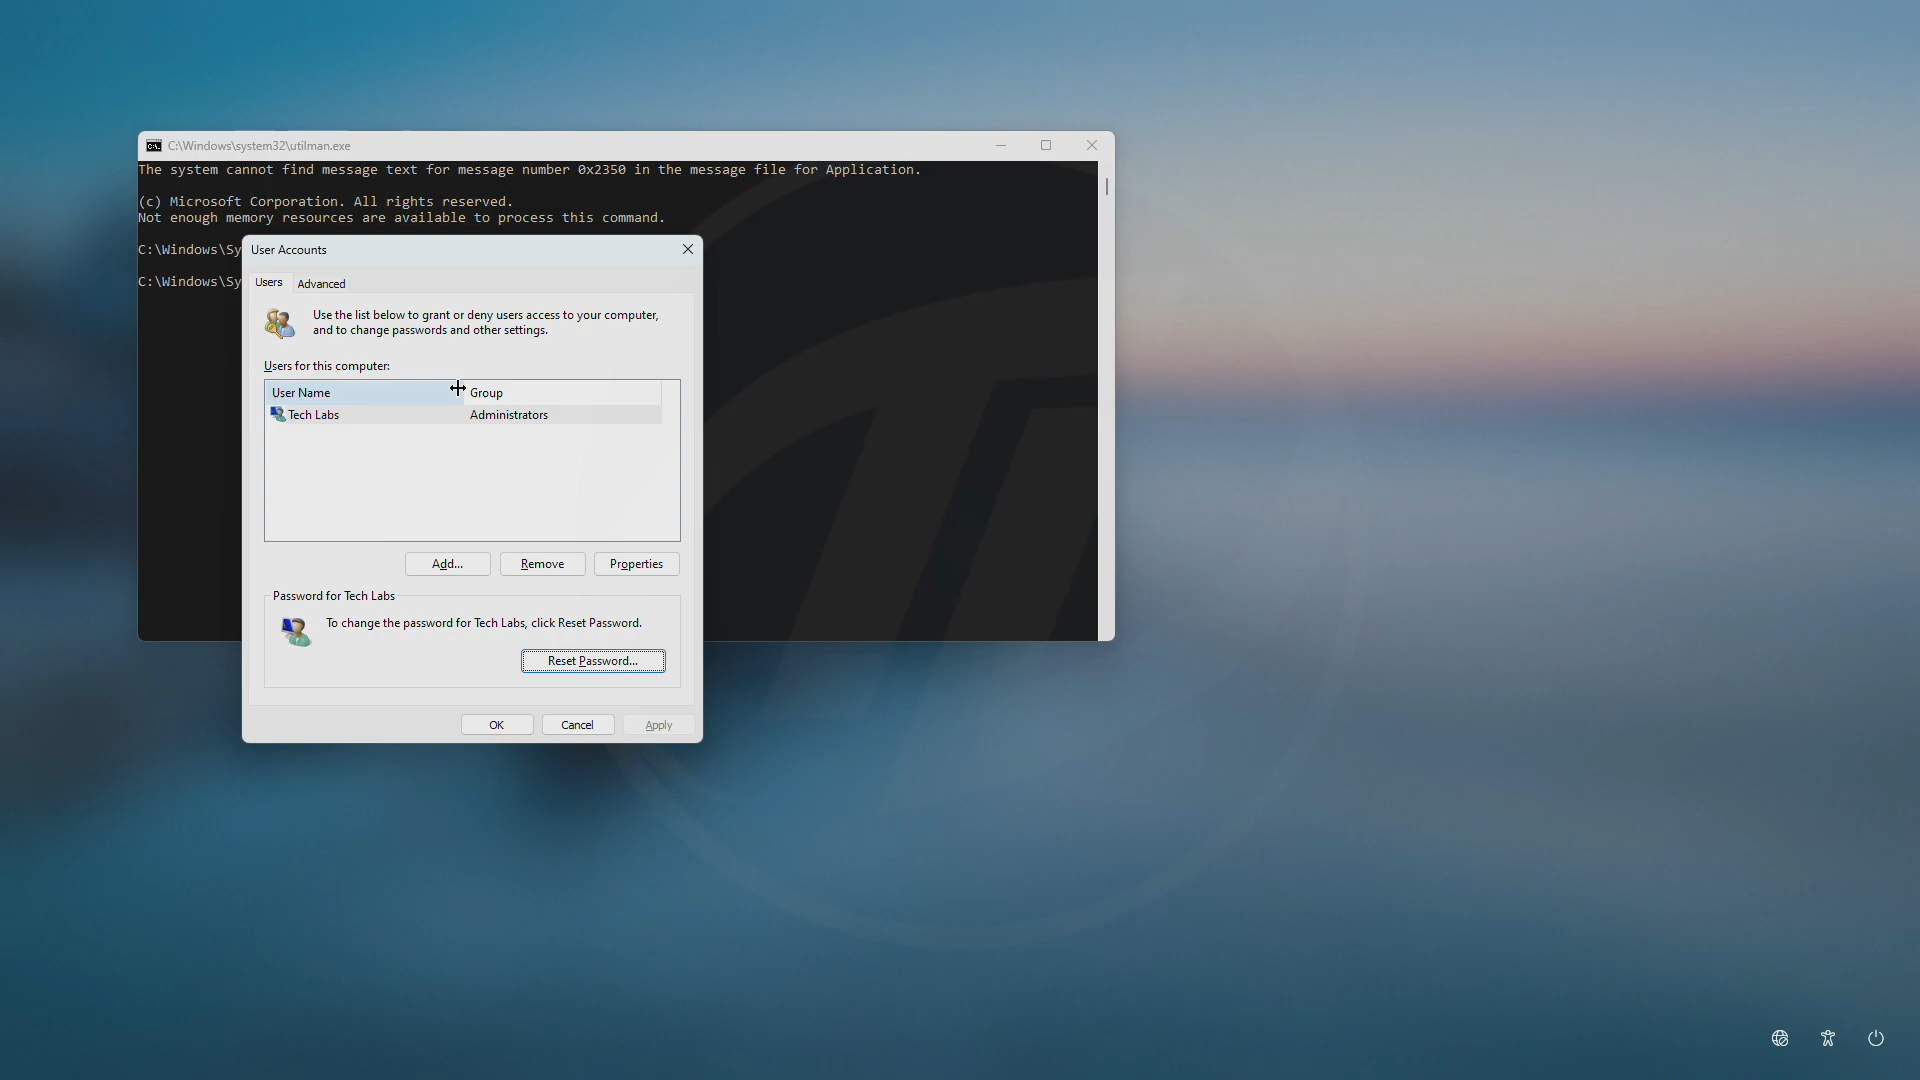 C:\Windows\system32\utilman.exe
The system cannot find message text for message number 0x2350 in the message file for Application.
(c) Microsoft Corporation. All rights reserved.
Not enough memory resources are available to process this command.
C:\Windows\Sy
C:\Windows\Sy
User Accounts
Users Advanced
Use the list below to grant or deny users access to your computer,
and to change passwords and other settings.
Users for this computer:
User Name Group
Tech Labs Administrators
Add... Remove Properties
Password for Tech Labs
To change the password for Tech Labs, click Reset Password.
Reset Password...
OK Cancel Apply